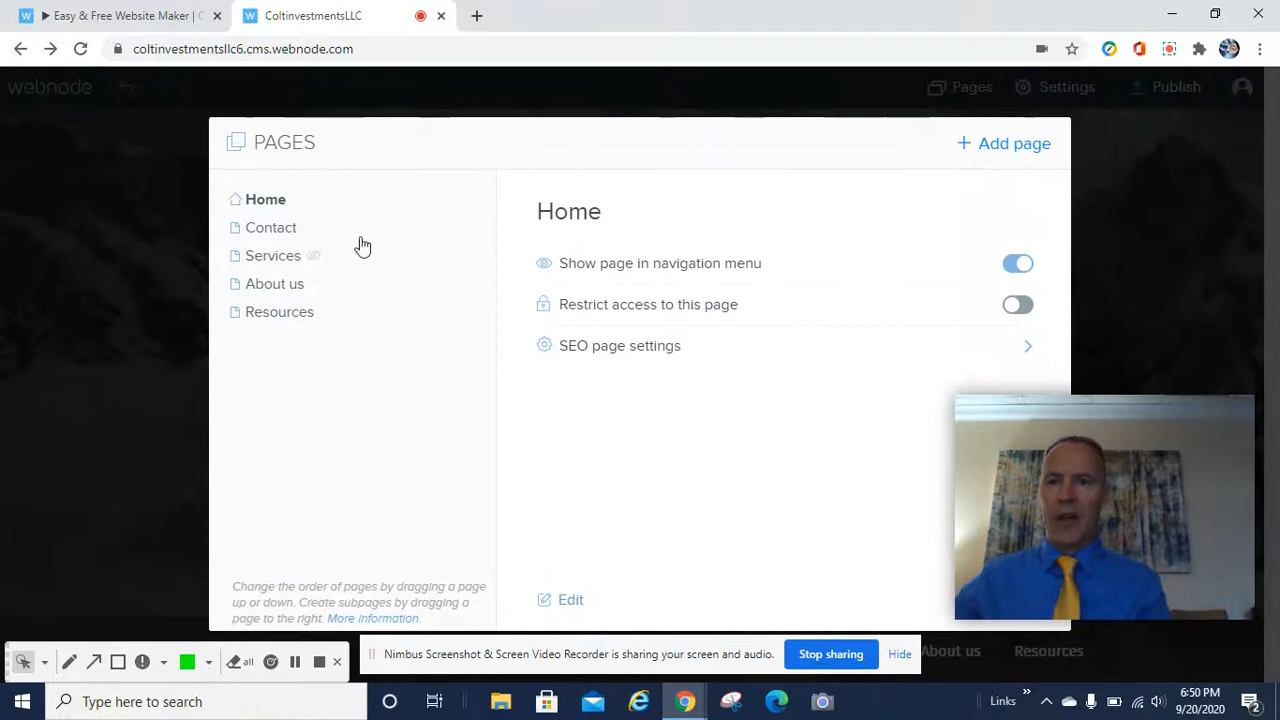 Easy & Free Website Maker |
ColtinvestmentsLLC
coltinvestmentsllc6.cms.webnode.com
webnode
Pages
Settings
Publish
PAGES
+ Add page
Home
Contact
Services
About us
Resources
Home
Show page in navigation menu
Restrict access to this page
SEO page settings
Edit
Change the order of pages by dragging a page
up or down. Create subpages by dragging a
page to the right. More information.
About us
Resources
all
Nimbus Screenshot & Screen Video Recorder is sharing your screen and audio.
Stop sharing
Hide
Type here to search
Links
6:50 PM
9/20/2020
2